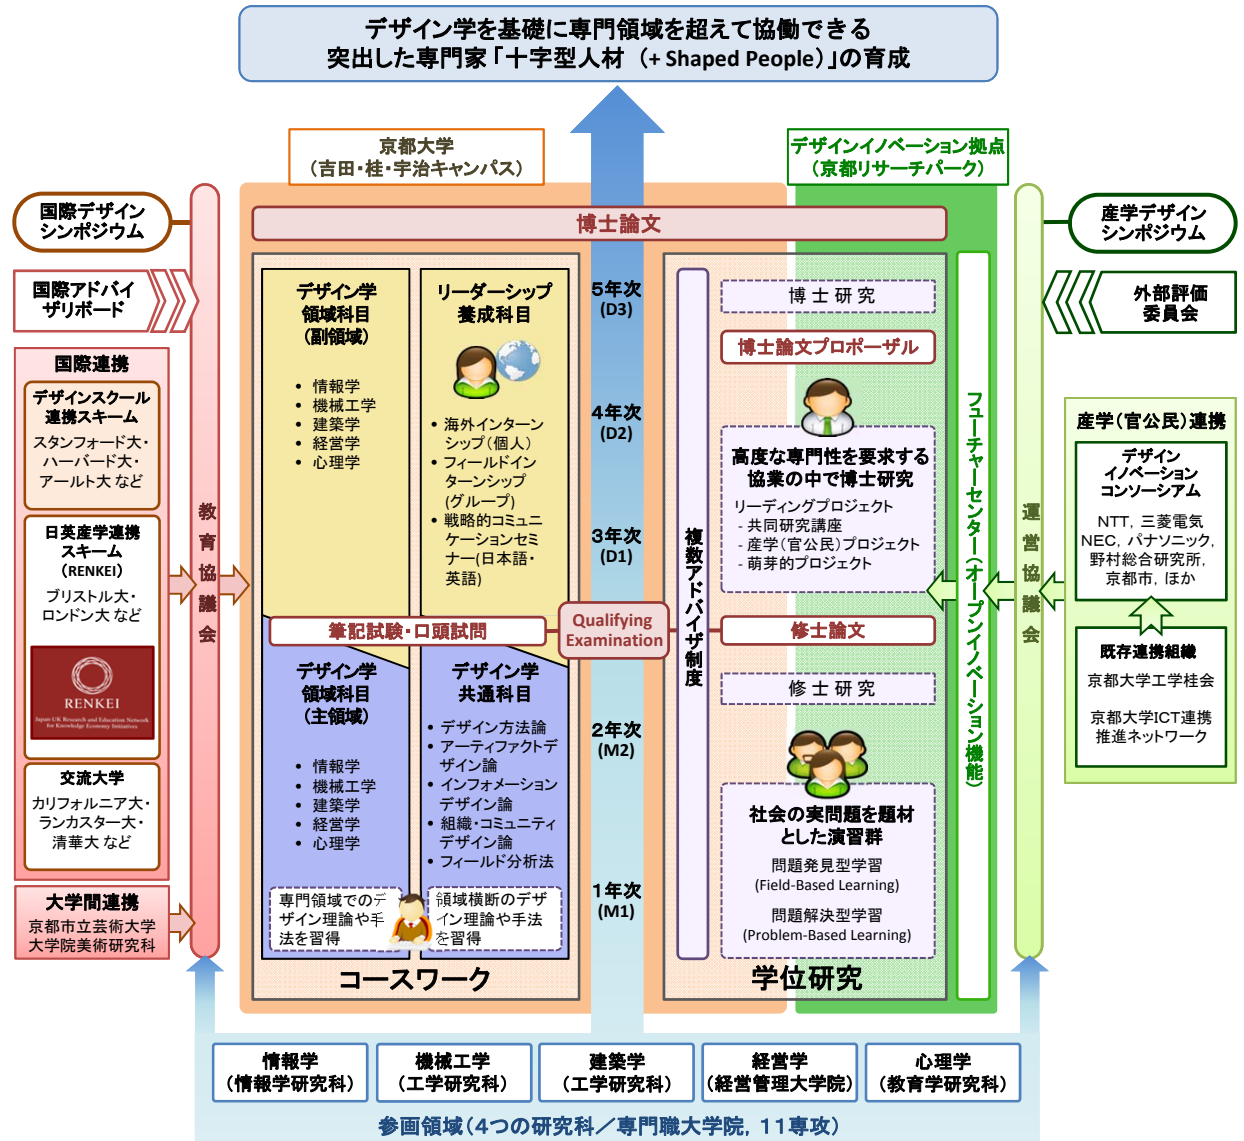 デザイン学を基礎に専門領域を超えて協働できる
突出した専門家「十字型人材（+ Shaped People）」の育成
京都大学
（吉田・桂・宇治キャンパス）
デザインイノベーション拠点
（京都リサーチパーク）
国際デザイン
シンポジウム
国際アドバイ
ザリボード
国際連携
デザインスクール
連携スキーム
スタンフォード大・
ハーバード大・
アールト大 など
日英産学連携
スキーム
（RENKEI）
ブリストル大・
ロンドン大 など
RENKEI
Japan-UK Research and Education Network
for Knowledge Economy Initiatives
交流大学
カリフォルニア大・
ランカスター大・
清華大 など
大学間連携
京都市立芸術大学
大学院美術研究科
教育協議会
博士論文
デザイン学
領域科目
（副領域）
• 情報学
• 機械工学
• 建築学
• 経営学
• 心理学
リーダーシップ
養成科目
• 海外インターン
シップ（個人）
• フィールドイン
ターンシップ
(グループ)
• 戦略的コミュニ
ケーションセミ
ナー(日本語・
英語)
筆記試験・口頭試問
Qualifying
Examination
デザイン学
領域科目
（主領域）
• 情報学
• 機械工学
• 建築学
• 経営学
• 心理学
専門領域でのデ
ザイン理論や手
法を習得
デザイン学
共通科目
• デザイン方法論
• アーティファクトデ
ザイン論
• インフォメーション
デザイン論
• 組織・コミュニティ
デザイン論
• フィールド分析法
領域横断のデ
ザイン理論や手法
を習得
コースワーク
5年次
(D3)
4年次
(D2)
3年次
(D1)
2年次
(M2)
1年次
(M1)
複数アドバイザ制度
博士研究
博士論文プロポーザル
高度な専門性を要求する
協業の中で博士研究
リーディングプロジェクト
- 共同研究講座
- 産学（官公民）プロジェクト
- 萌芽的プロジェクト
修士論文
修士研究
社会の実問題を題材
とした演習群
問題発見型学習
(Field-Based Learning)
問題解決型学習
(Problem-Based Learning)
学位研究
フューチャーセンター（オープンイノベーション機能）
運営協議会
産学デザイン
シンポジウム
外部評価
委員会
産学（官公民）連携
デザイン
イノベーション
コンソーシアム
NTT, 三菱電気
NEC, パナソニック,
野村総合研究所,
京都市, ほか
既存連携組織
京都大学工学桂会
京都大学ICT連携
推進ネットワーク
情報学
（情報学研究科）
機械工学
（工学研究科）
建築学
（工学研究科）
経営学
（経営管理大学院）
心理学
（教育学研究科）
参画領域（4つの研究科／専門職大学院, 11専攻）